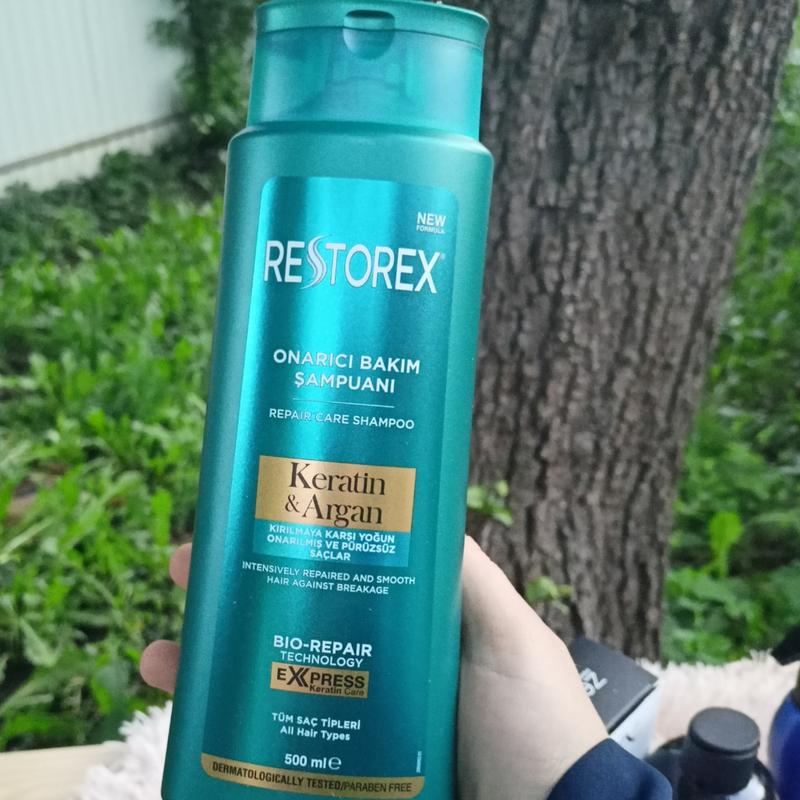 NEW
FORMULA
RESTOREX
ONARICI BAKIM
ŞAMPUANI
REPAIR CARE SHAMPOO
Keratin
& Argan
KIRILMAYA KARŞI YOĞUN
ONARILMIŞ VE PÜRÜZSÜZ
SAÇLAR
INTENSIVELY REPAIRED AND SMOOTH
HAIR AGAINST BREAKAGE
BIO-REPAIR
TECHNOLOGY
EXXPRESS
Keratin Care
TÜM SAÇ TİPLERİ
All Hair Types
500 ml ℮
DERMATOLOGICALLY TESTED/PARABEN FREE